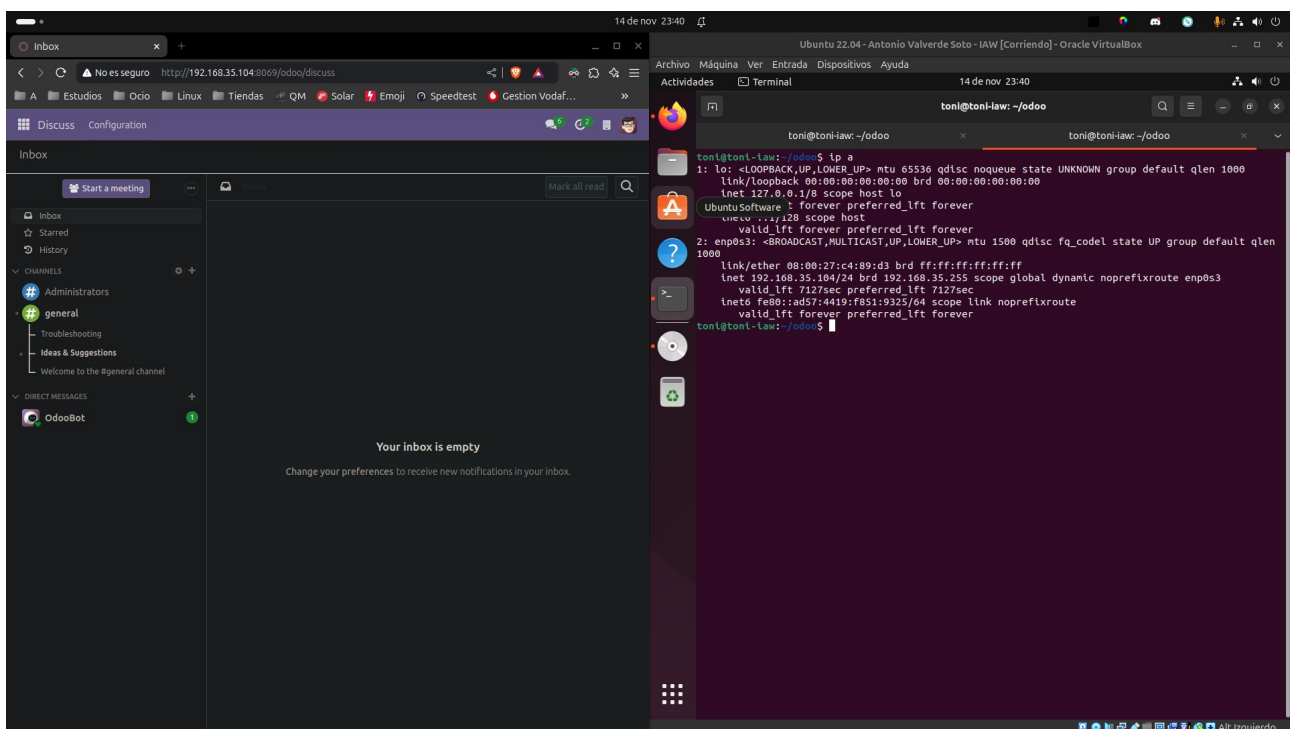 14 de nov 23:40
Inbox
No es seguro http://192.168.35.104:8069/odoo/discuss
A Estudios Ocio Linux Tiendas QM Solar Emoji Speedtest Gestion Vodaf... »
Discuss Configuration 6 2
Inbox
Start a meeting
Inbox Mark all read
Inbox
Starred
History
CHANNELS
Administrators
general
Troubleshooting
Ideas & Suggestions
Welcome to the #general channel
DIRECT MESSAGES
OdooBot 1
Your inbox is empty
Change your preferences to receive new notifications in your inbox.
Ubuntu 22.04 - Antonio Valverde Soto - IAW [Corriendo] - Oracle VirtualBox
Archivo Máquina Ver Entrada Dispositivos Ayuda
Actividades Terminal 14 de nov 23:40
toni@toni-iaw: ~/odoo
toni@toni-iaw: ~/odoo toni@toni-iaw: ~/odoo
toni@toni-iaw:~/odoo$ ip a
1: lo: <LOOPBACK,UP,LOWER_UP> mtu 65536 qdisc noqueue state UNKNOWN group default qlen 1000
link/loopback 00:00:00:00:00:00 brd 00:00:00:00:00:00
inet 127.0.0.1/8 scope host lo
Ubuntu Software
forever preferred_lft forever
::1/128 scope host
valid_lft forever preferred_lft forever
2: enp0s3: <BROADCAST,MULTICAST,UP,LOWER_UP> mtu 1500 qdisc fq_codel state UP group default qlen
1000
link/ether 08:00:27:c4:89:d3 brd ff:ff:ff:ff:ff:ff
inet 192.168.35.104/24 brd 192.168.35.255 scope global dynamic noprefixroute enp0s3
valid_lft 7127sec preferred_lft 7127sec
inet6 fe80::ad57:4419:f851:9325/64 scope link noprefixroute
valid_lft forever preferred_lft forever
toni@toni-iaw:~/odoo$
Alt Izquierdo